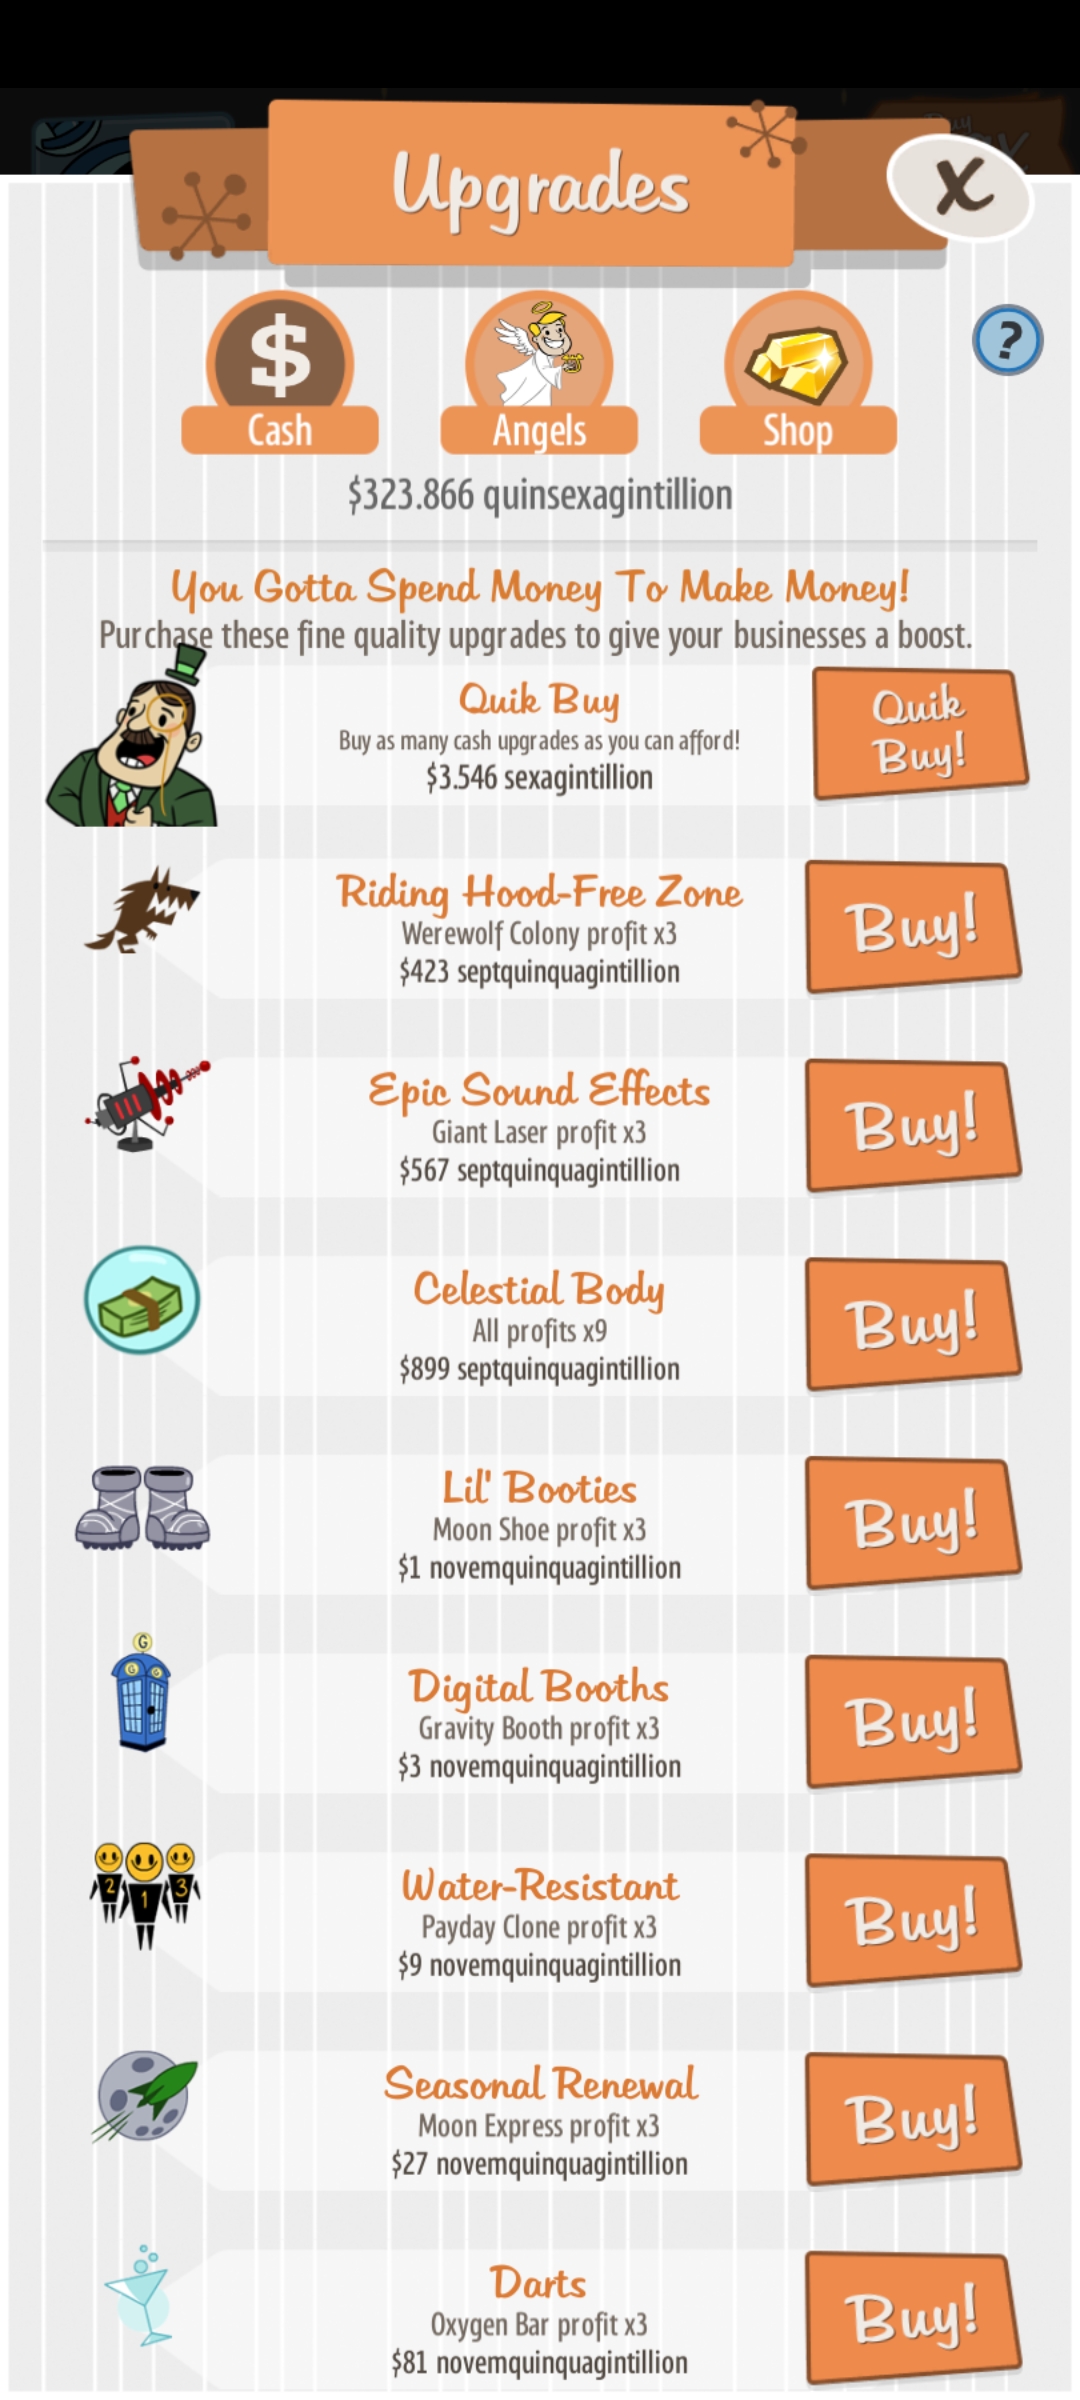 Upgrades
X
Cash
Angels
Shop
?
$323.866 quinsexagintillion
You Gotta Spend Money To Make Money!
Purchase these fine quality upgrades to give your businesses a boost.
Quik Buy
Buy as many cash upgrades as you can afford!
$3.546 sexagintillion
Quik
Buy!
Riding Hood-Free Zone
Werewolf Colony profit x3
$423 septquinquagintillion
Buy!
Epic Sound Effects
Giant Laser profit x3
$567 septquinquagintillion
Buy!
Celestial Body
All profits x9
$899 septquinquagintillion
Buy!
Lil' Booties
Moon Shoe profit x3
$1 novemquinquagintillion
Buy!
G
G G
Digital Booths
Gravity Booth profit x3
$3 novemquinquagintillion
Buy!
2 1 3
Water-Resistant
Payday Clone profit x3
$9 novemquinquagintillion
Buy!
Seasonal Renewal
Moon Express profit x3
$27 novemquinquagintillion
Buy!
Darts
Oxygen Bar profit x3
$81 novemquinquagintillion
Buy!